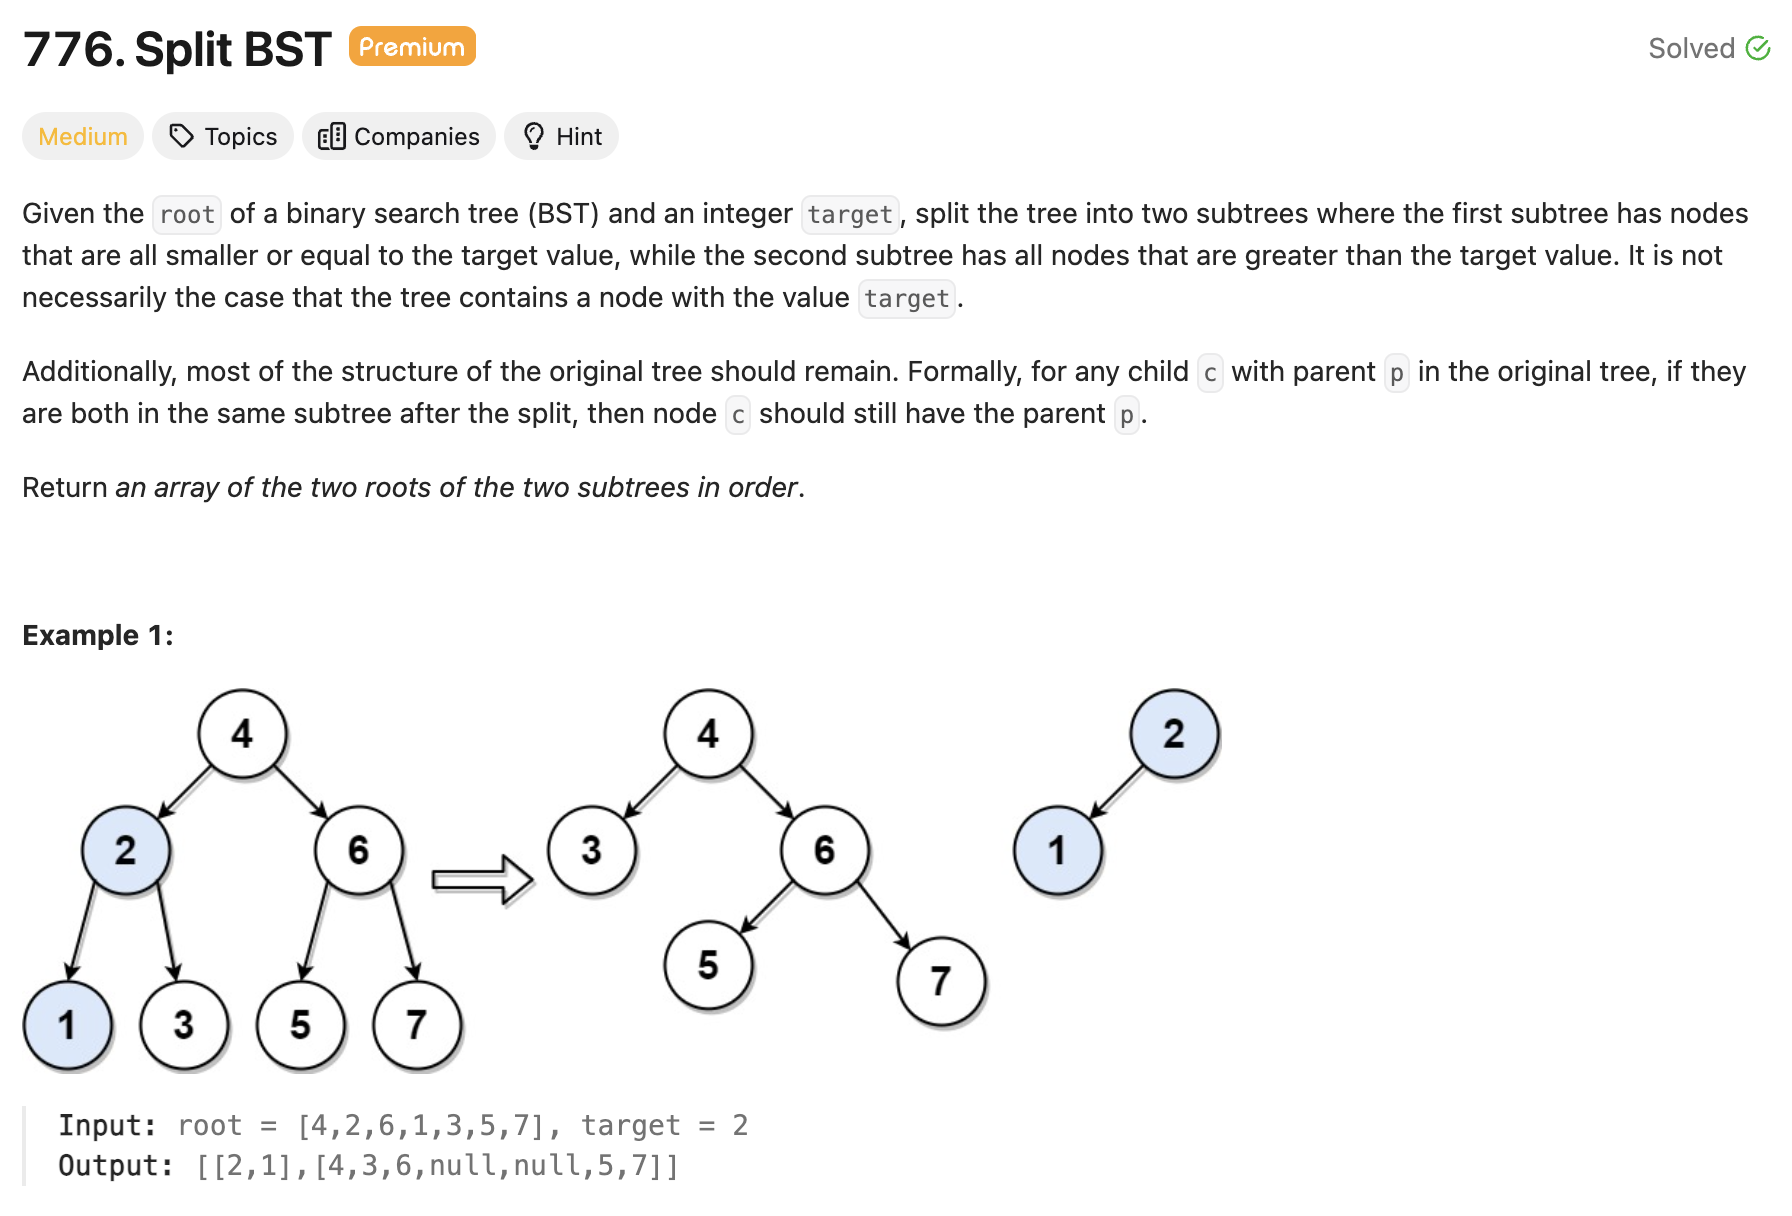 776. Split BST Premium Solved
Medium Topics Companies Hint
Given the root of a binary search tree (BST) and an integer target, split the tree into two subtrees where the first subtree has nodes
that are all smaller or equal to the target value, while the second subtree has all nodes that are greater than the target value. It is not
necessarily the case that the tree contains a node with the value target.
Additionally, most of the structure of the original tree should remain. Formally, for any child c with parent p in the original tree, if they
are both in the same subtree after the split, then node c should still have the parent p.
Return an array of the two roots of the two subtrees in order.
Example 1:
4 4 2
2 6 3 6 1
5 7
1 3 5 7
Input: root = [4,2,6,1,3,5,7], target = 2
Output: [[2,1],[4,3,6,null,null,5,7]]